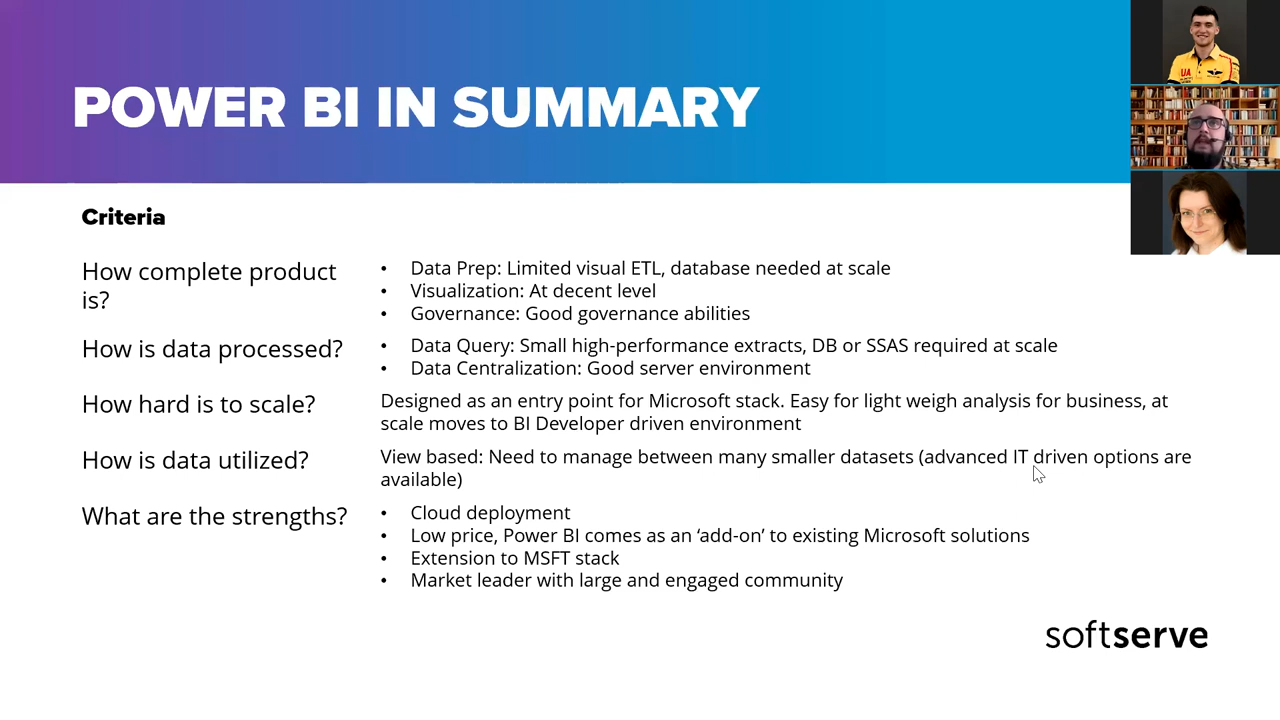 POWER BI IN SUMMARY
UA
Criteria
How complete product
is?
• Data Prep: Limited visual ETL, database needed at scale
• Visualization: At decent level
• Governance: Good governance abilities
How is data processed?
• Data Query: Small high-performance extracts, DB or SSAS required at scale
• Data Centralization: Good server environment
How hard is to scale?
Designed as an entry point for Microsoft stack. Easy for light weigh analysis for business, at
scale moves to BI Developer driven environment
How is data utilized?
View based: Need to manage between many smaller datasets (advanced IT driven options are
available)
What are the strengths?
• Cloud deployment
• Low price, Power BI comes as an ‘add-on’ to existing Microsoft solutions
• Extension to MSFT stack
• Market leader with large and engaged community
softserve